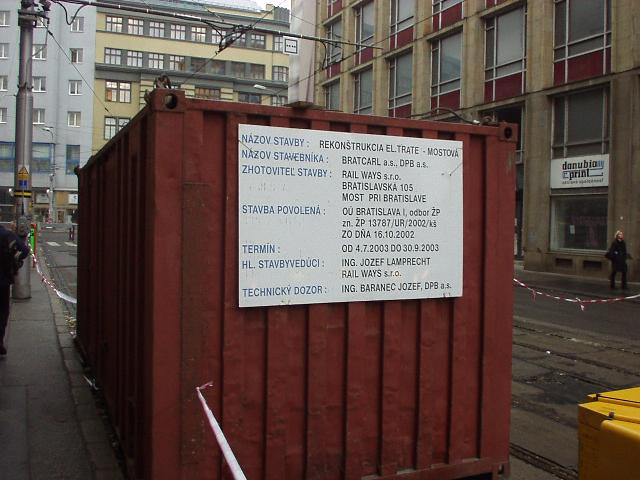 NÁZOV STAVBY : REKONŠTRUKCIA EL.TRATE - MOSTOVÁ
NÁZOV STAVEBNÍKA : BRATCARL a.s., DPB a.s.
ZHOTOVITEĽ STAVBY : RAIL WAYS s.r.o.
BRATISLAVSKÁ 105
MOST PRI BRATISLAVE
STAVBA POVOLENÁ : OÚ BRATISLAVA I, odbor ŽP
zn. ŽP 13787/UR/2002/kš
ZO DŇA 16.10.2002
TERMÍN : OD 4.7.2003 DO 30.9.2003
HL. STAVBYVEDÚCI : ING. JOZEF LAMPRECHT
RAIL WAYS s.r.o.
TECHNICKÝ DOZOR : ING. BARANEC JOZEF, DPB a.s.
danubia
print